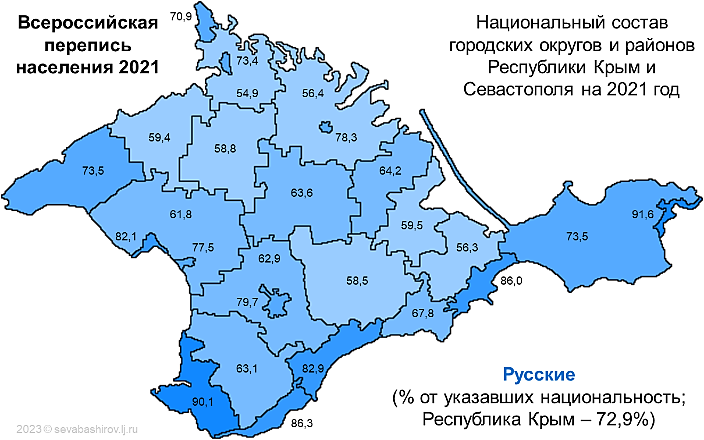 Всероссийская
перепись
населения 2021
Национальный состав
городских округов и районов
Республики Крым и
Севастополя на 2021 год
70,9
73,4
54,9
56,4
59,4
58,8
78,3
73,5
64,2
63,6
61,8
82,1
77,5
59,5
56,3
73,5
91,6
62,9
58,5
86,0
79,7
67,8
63,1
82,9
90,1
86,3
Русские
(% от указавших национальность;
Республика Крым – 72,9%)
2023 © sevabashirov.lj.ru